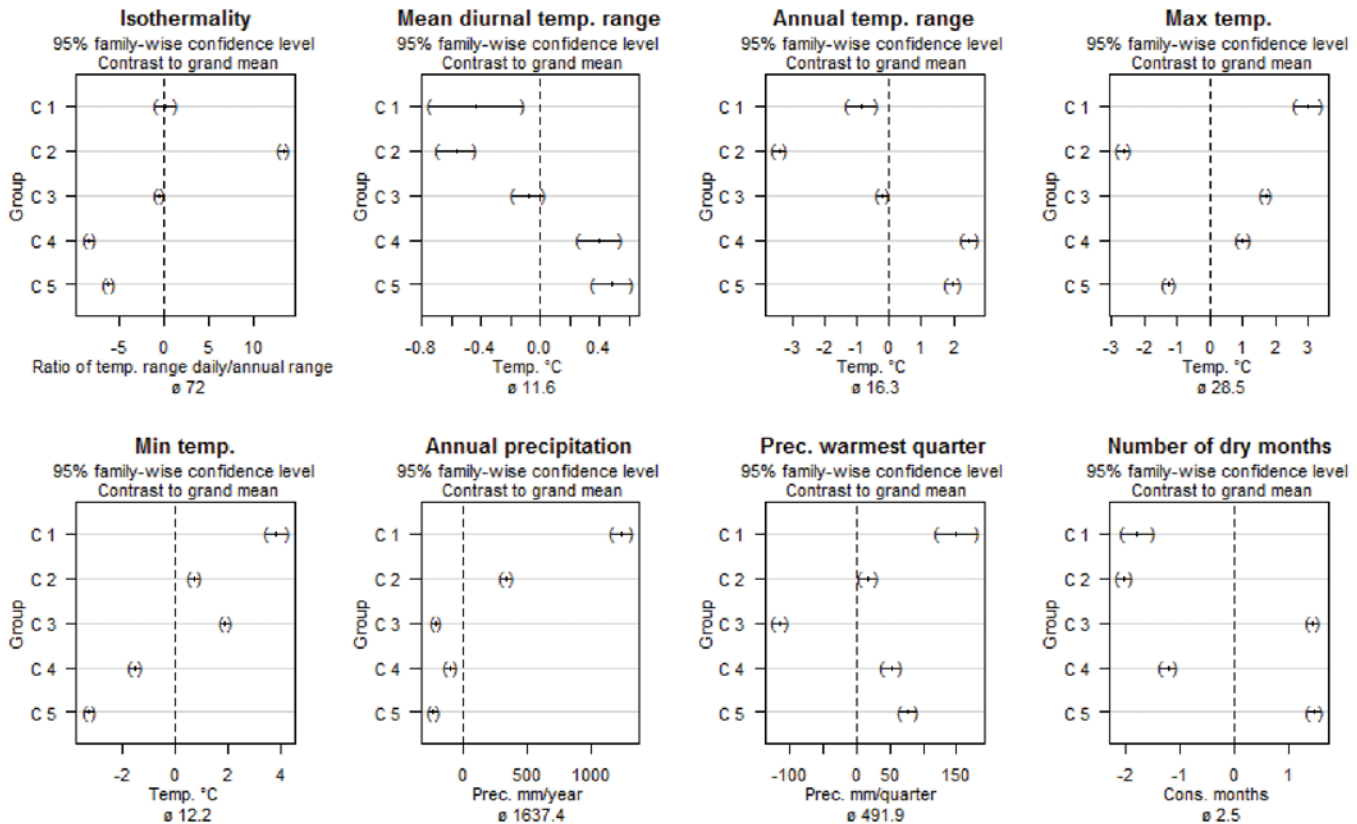 Isothermality
95% family-wise confidence level
Contrast to grand mean
Group
C 1
C 2
C 3
C 4
C 5
-5 0 5 10
Ratio of temp. range daily/annual range
ø 72
Mean diurnal temp. range
95% family-wise confidence level
Contrast to grand mean
Group
C 1
C 2
C 3
C 4
C 5
-0.8 -0.4 0.0 0.4
Temp. °C
ø 11.6
Annual temp. range
95% family-wise confidence level
Contrast to grand mean
Group
C 1
C 2
C 3
C 4
C 5
-3 -2 -1 0 1 2
Temp. °C
ø 16.3
Max temp.
95% family-wise confidence level
Contrast to grand mean
Group
C 1
C 2
C 3
C 4
C 5
-3 -2 -1 0 1 2 3
Temp. °C
ø 28.5
Min temp.
95% family-wise confidence level
Contrast to grand mean
Group
C 1
C 2
C 3
C 4
C 5
-2 0 2 4
Temp. °C
ø 12.2
Annual precipitation
95% family-wise confidence level
Contrast to grand mean
Group
C 1
C 2
C 3
C 4
C 5
0 500 1000
Prec. mm/year
ø 1637.4
Prec. warmest quarter
95% family-wise confidence level
Contrast to grand mean
Group
C 1
C 2
C 3
C 4
C 5
-100 0 50 150
Prec. mm/quarter
ø 491.9
Number of dry months
95% family-wise confidence level
Contrast to grand mean
Group
C 1
C 2
C 3
C 4
C 5
-2 -1 0 1
Cons. months
ø 2.5